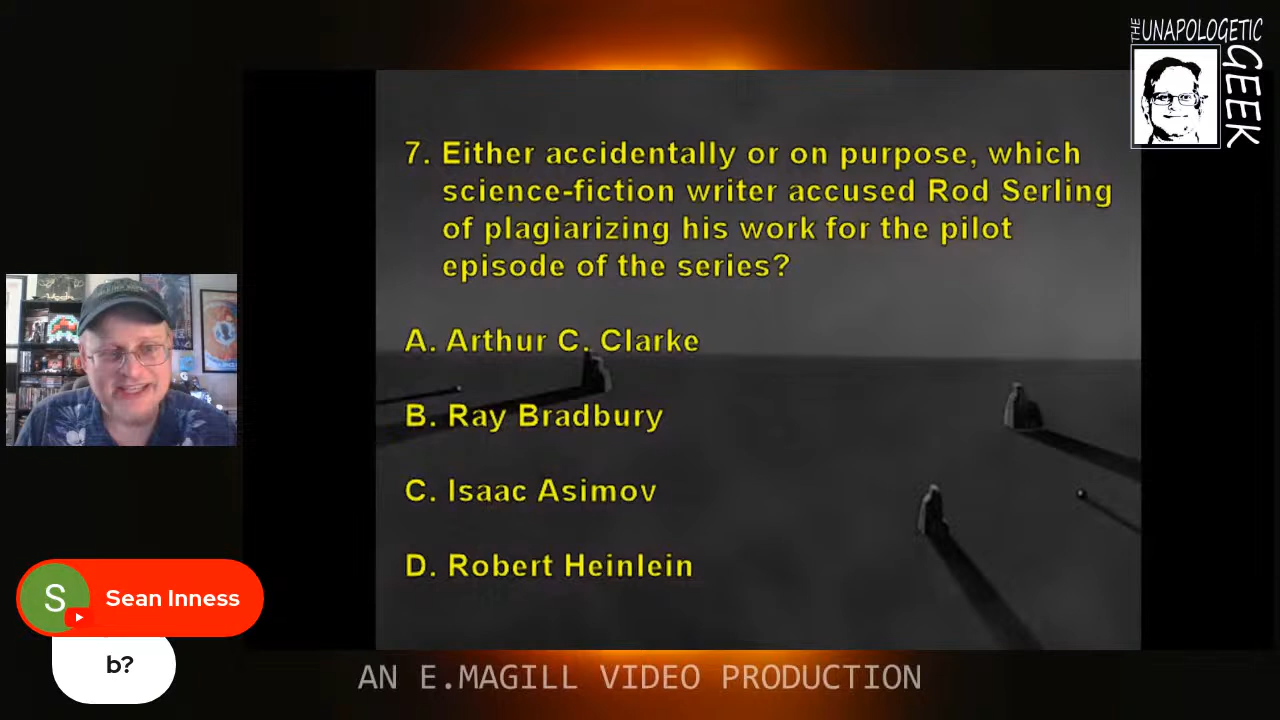 THE UNAPOLOGETIC
GEEK
7. Either accidentally or on purpose, which
science-fiction writer accused Rod Serling
of plagiarizing his work for the pilot
episode of the series?
A. Arthur C. Clarke
B. Ray Bradbury
C. Isaac Asimov
D. Robert Heinlein
S
Sean Inness
b?
AN E.MAGILL VIDEO PRODUCTION